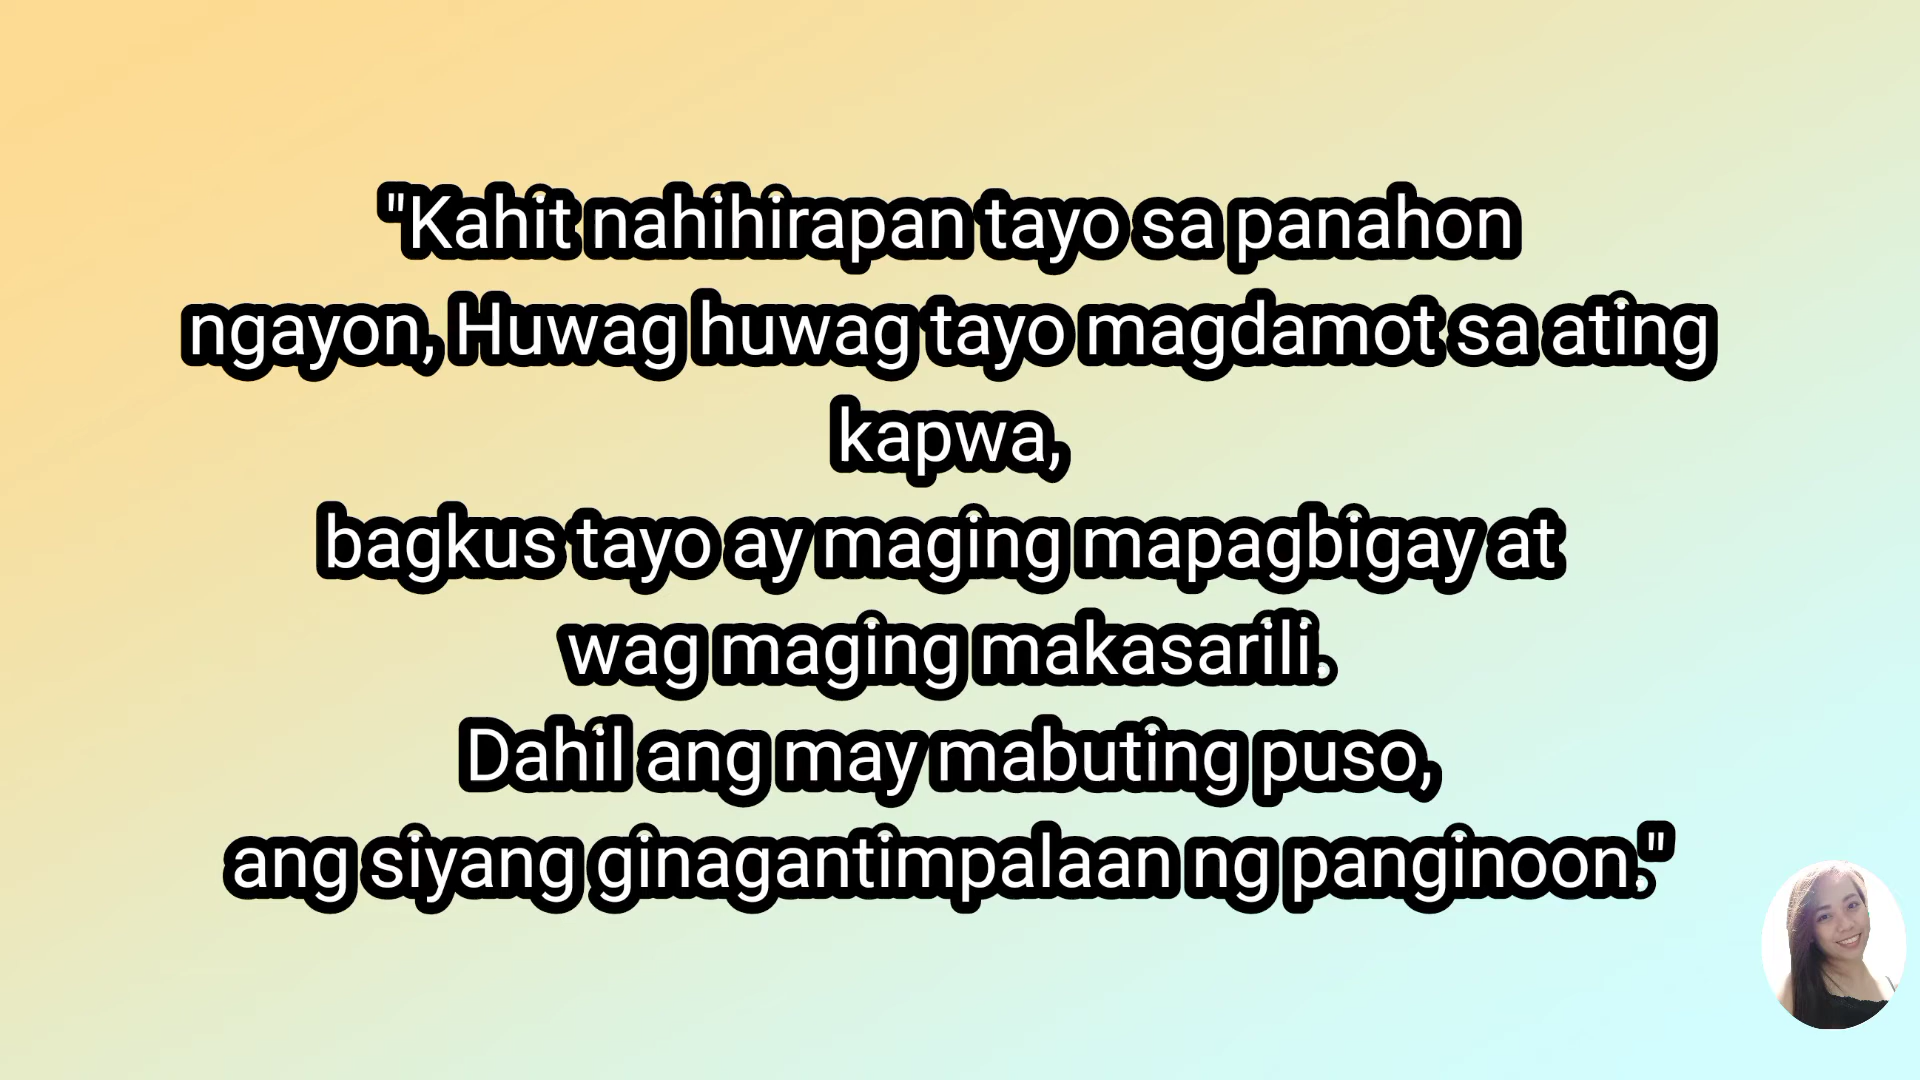 "Kahit nahihirapan tayo sa panahon
ngayon, Huwag huwag tayo magdamot sa ating
kapwa,
bagkus tayo ay maging mapagbigay at
wag maging makasarili.
Dahil ang may mabuting puso,
ang siyang ginagantimpalaan ng panginoon."